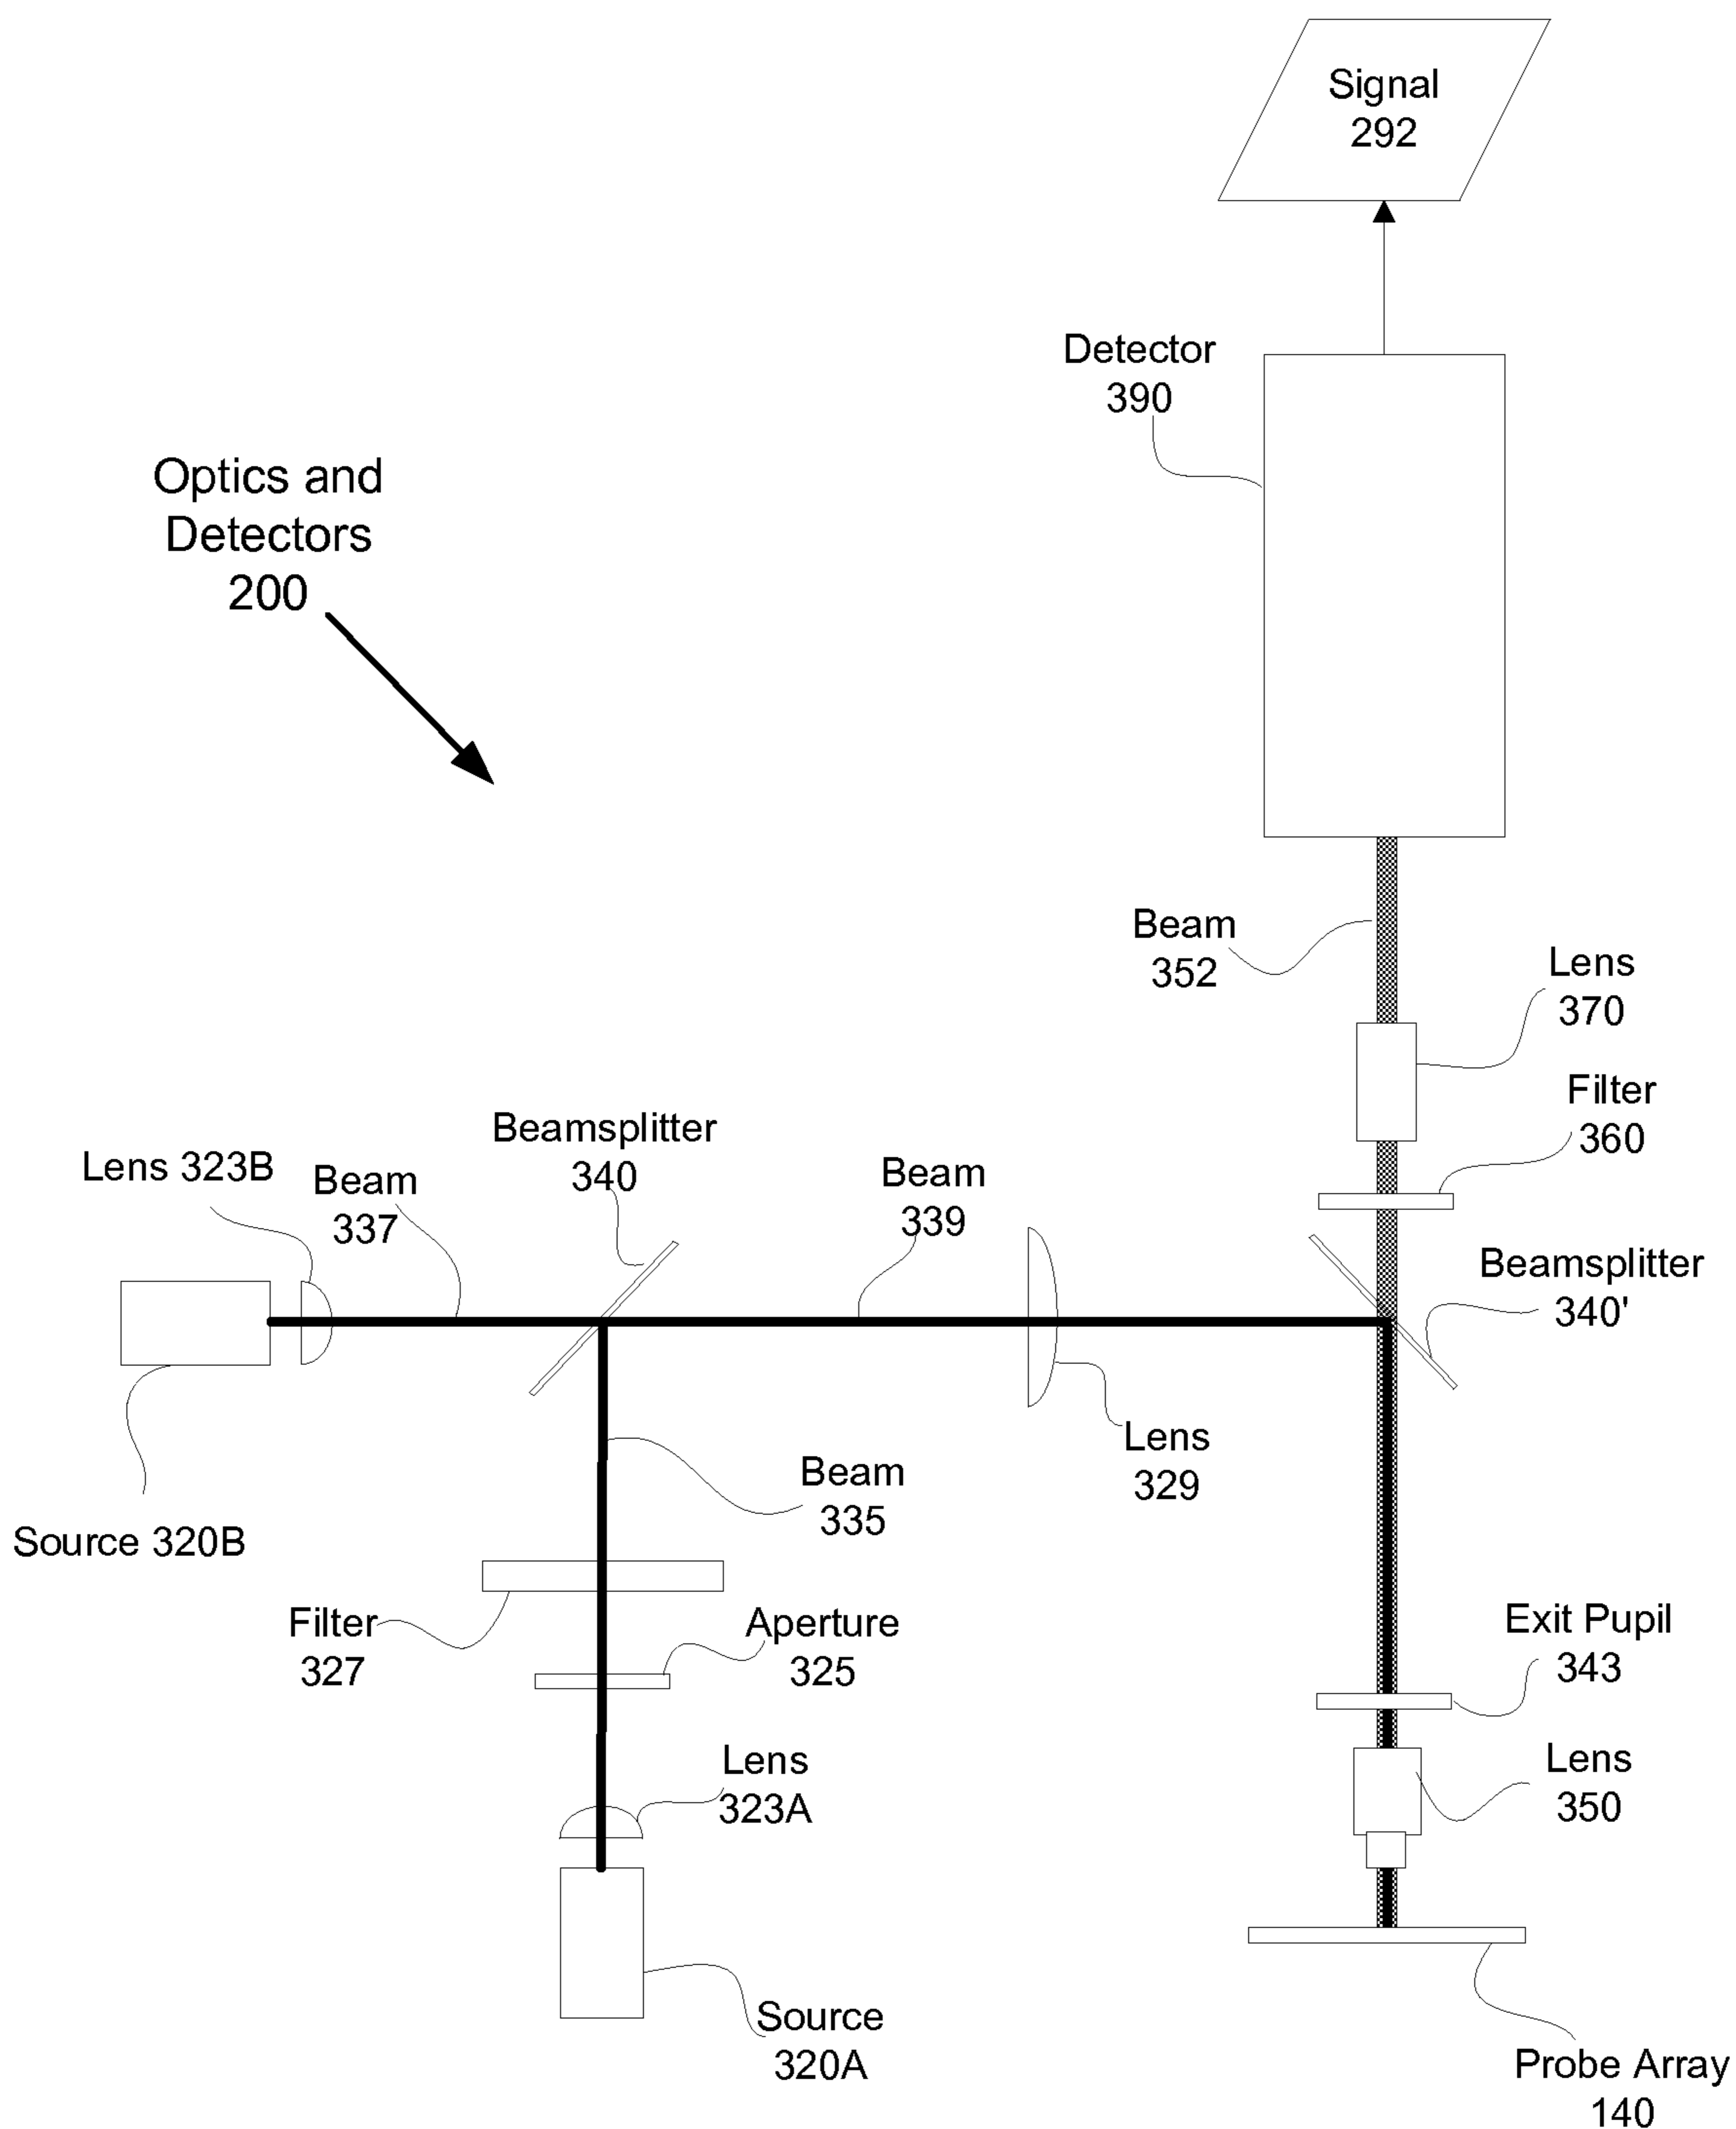 Signal
292
Detector
390
Optics and
Detectors
200
Beam
352
Lens
370
Filter
360
Beamsplitter
340
Lens 323B
Beam
337
Beam
339
Beamsplitter
340'
Lens
329
Beam
335
Source 320B
Filter
327
Aperture
325
Exit Pupil
343
Lens
323A
Lens
350
Source
320A
Probe Array
140